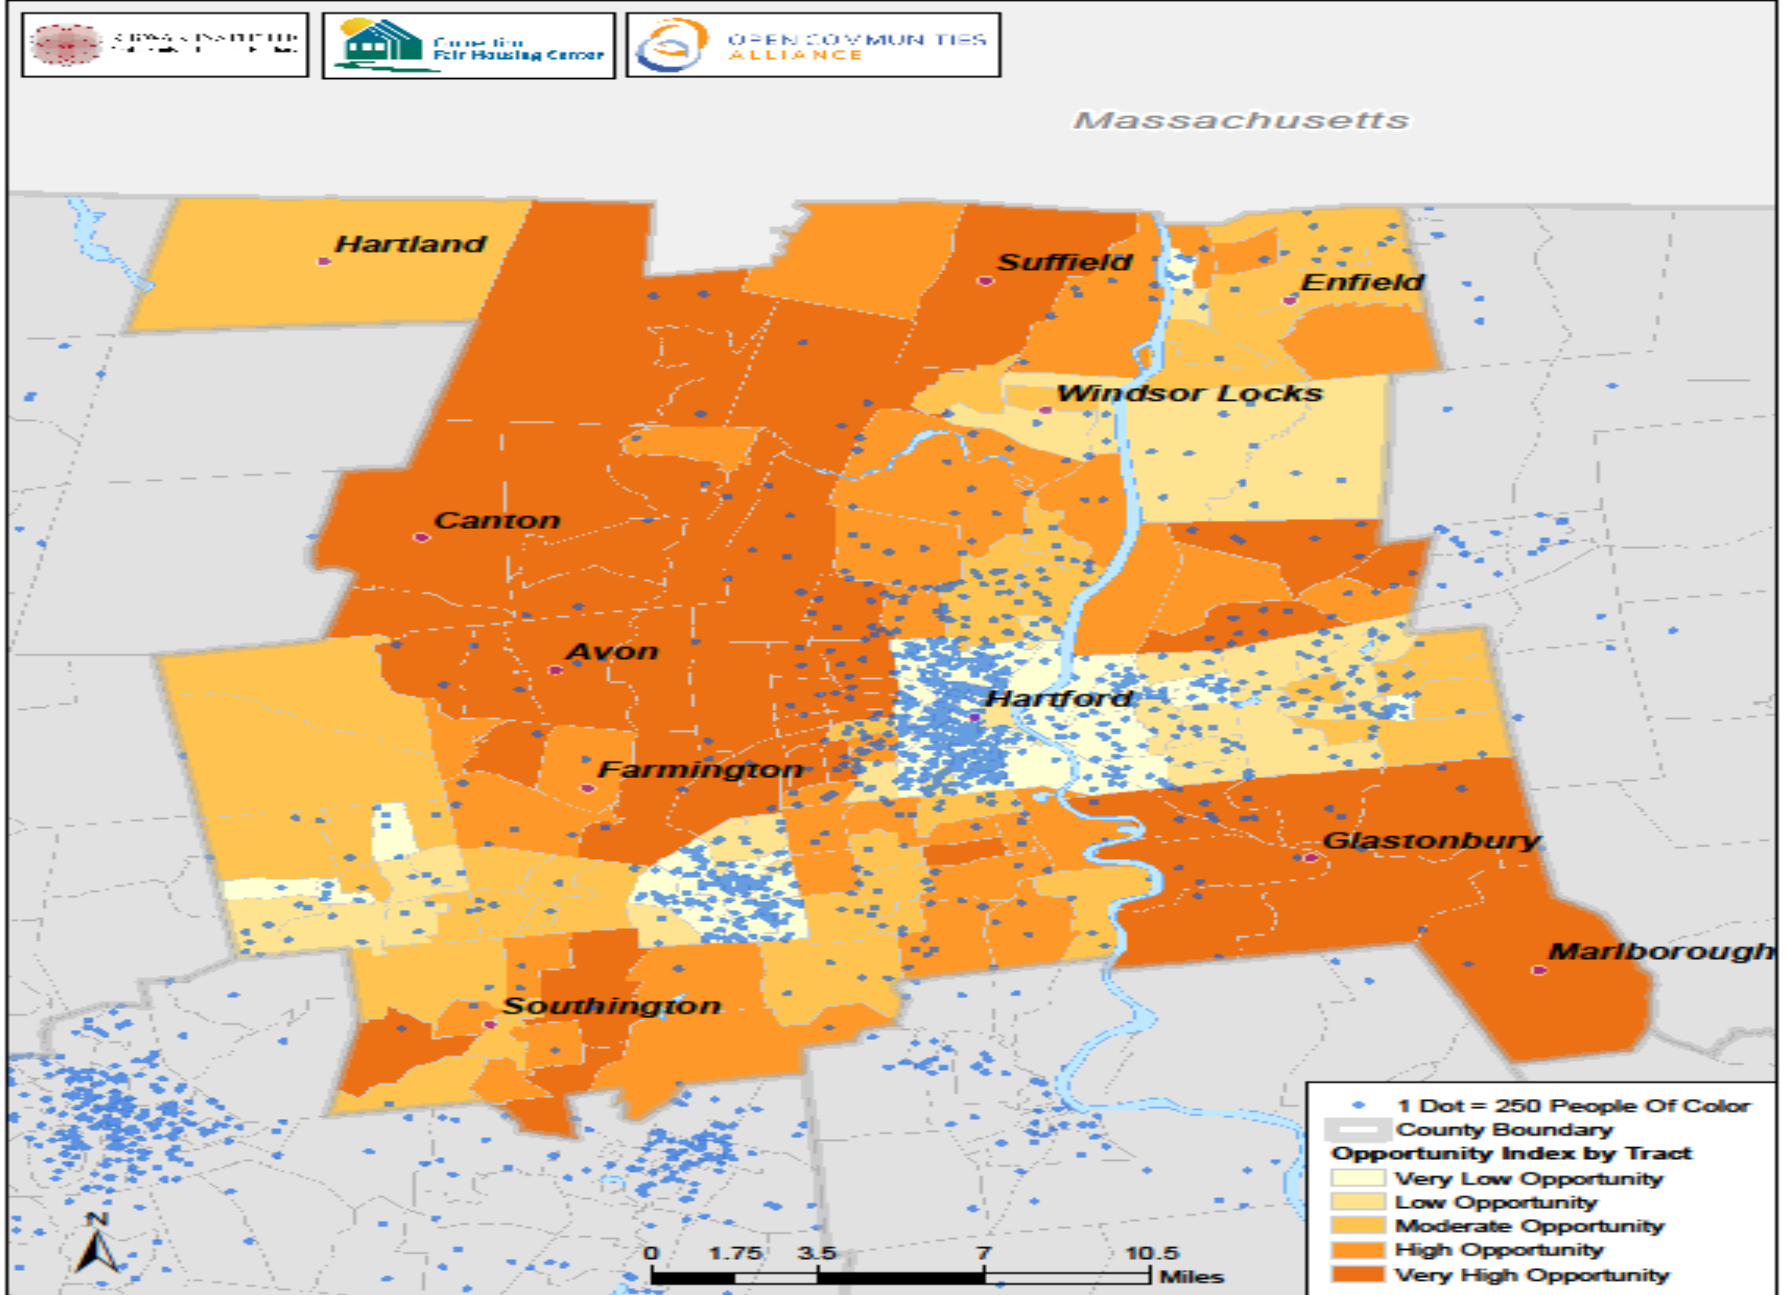 Fair Housing Center
OPEN COMMUNITIES
ALLIANCE
Massachusetts
Hartland
Suffield
Enfield
Windsor Locks
Canton
Avon
Hartford
Farmington
Glastonbury
Marlborough
Southington
1 Dot = 250 People Of Color
County Boundary
Opportunity Index by Tract
Very Low Opportunity
Low Opportunity
Moderate Opportunity
High Opportunity
Very High Opportunity
N
0 1.75 3.5 7 10.5
Miles